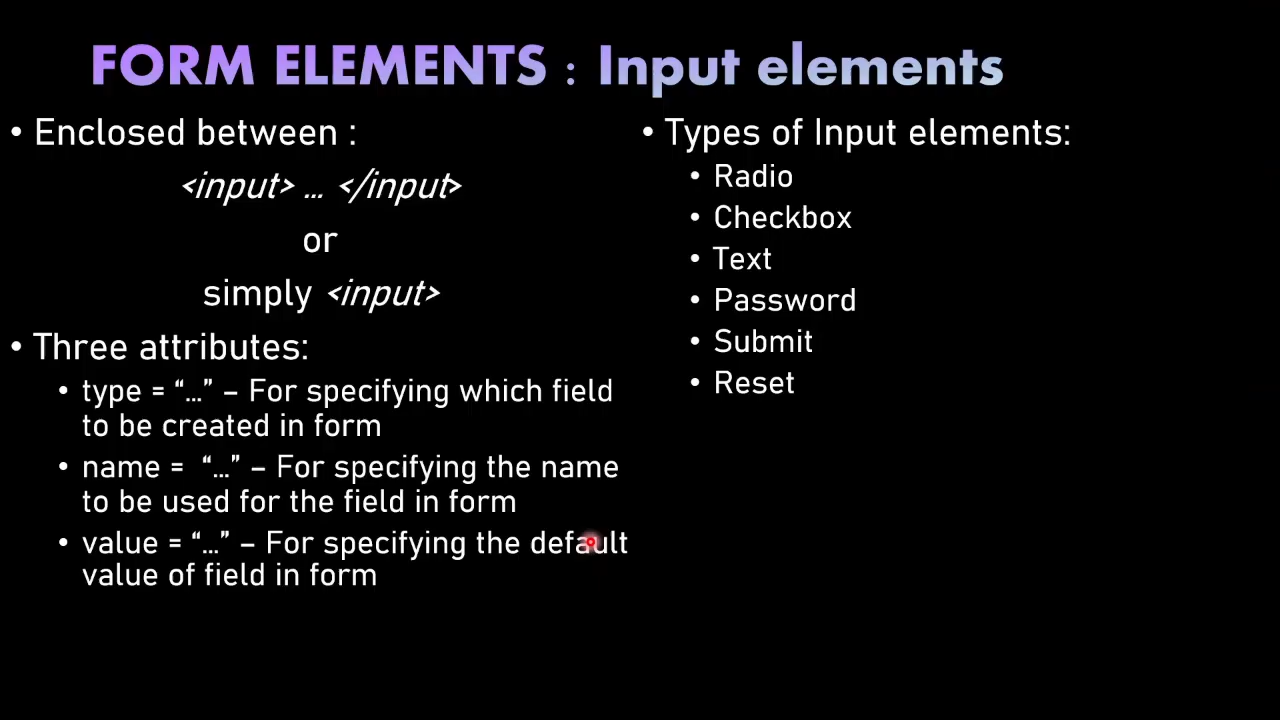 FORM ELEMENTS : Input elements
• Enclosed between :
<input> … </input>
or
simply <input>
• Three attributes:
• type = “…” – For specifying which field
to be created in form
• name =  “…” – For specifying the name
to be used for the field in form
• value = “…” – For specifying the default
value of field in form
• Types of Input elements:
• Radio
• Checkbox
• Text
• Password
• Submit
• Reset